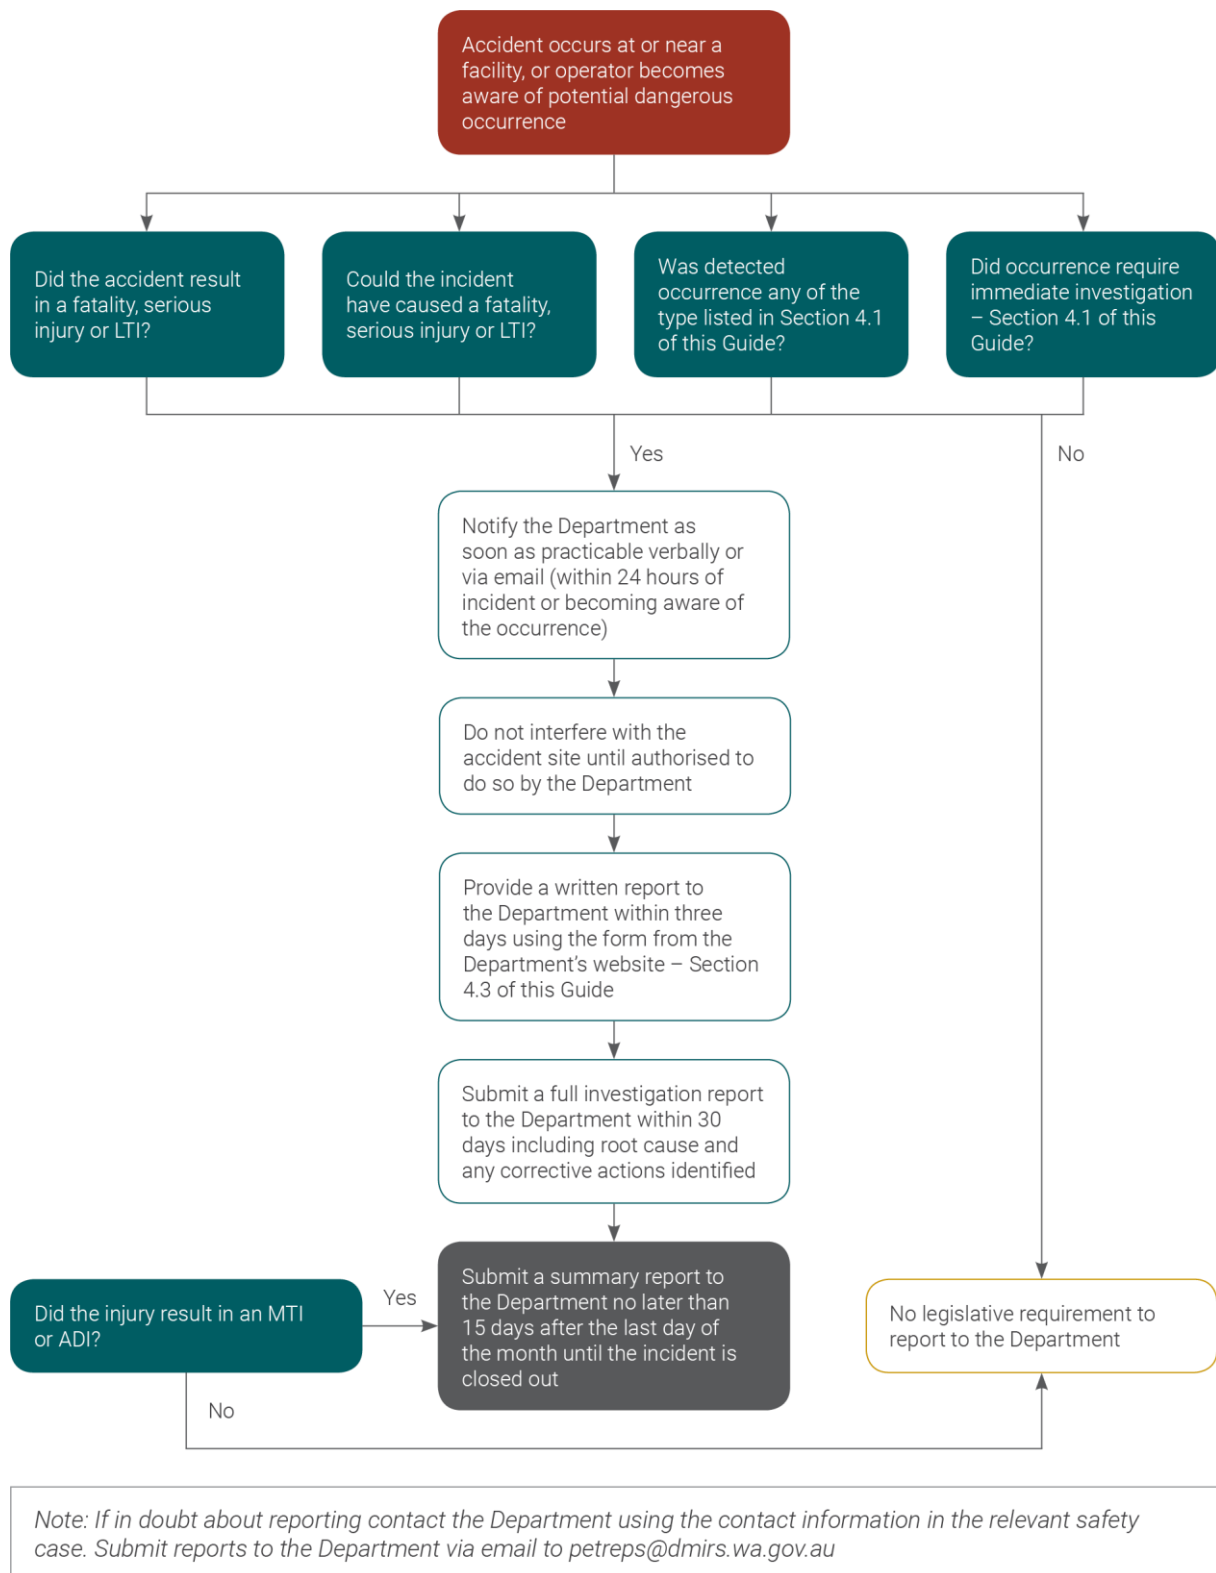 Accident occurs at or near a
facility, or operator becomes
aware of potential dangerous
occurrence
Did the accident result
in a fatality, serious
injury or LTI?
Could the incident
have caused a fatality,
serious injury or LTI?
Was detected
occurrence any of the
type listed in Section 4.1
of this Guide?
Did occurrence require
immediate investigation
– Section 4.1 of this
Guide?
Yes
No
Notify the Department as
soon as practicable verbally or
via email (within 24 hours of
incident or becoming aware of
the occurrence)
Do not interfere with the
accident site until authorised to
do so by the Department
Provide a written report to
the Department within three
days using the form from the
Department’s website – Section
4.3 of this Guide
Submit a full investigation report
to the Department within 30
days including root cause and
any corrective actions identified
Did the injury result in an MTI
or ADI?
Yes
Submit a summary report to
the Department no later than
15 days after the last day of
the month until the incident is
closed out
No legislative requirement to
report to the Department
No
Note: If in doubt about reporting contact the Department using the contact information in the relevant safety
case. Submit reports to the Department via email to petreps@dmirs.wa.gov.au